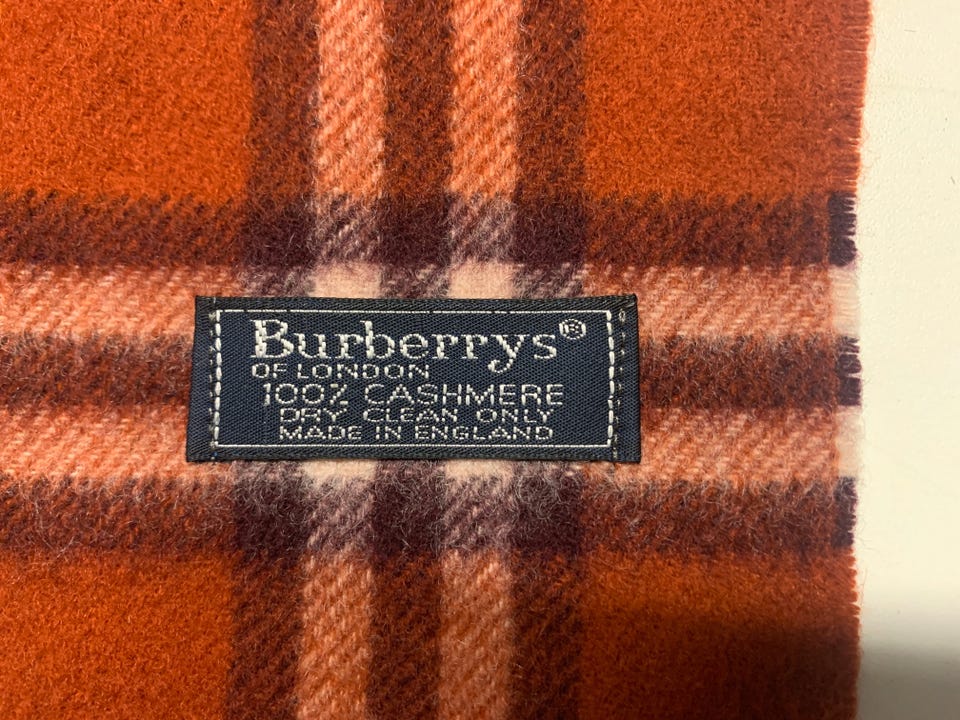 Burberrys®
OF LONDON
100% CASHMERE
DRY CLEAN ONLY
MADE IN ENGLAND